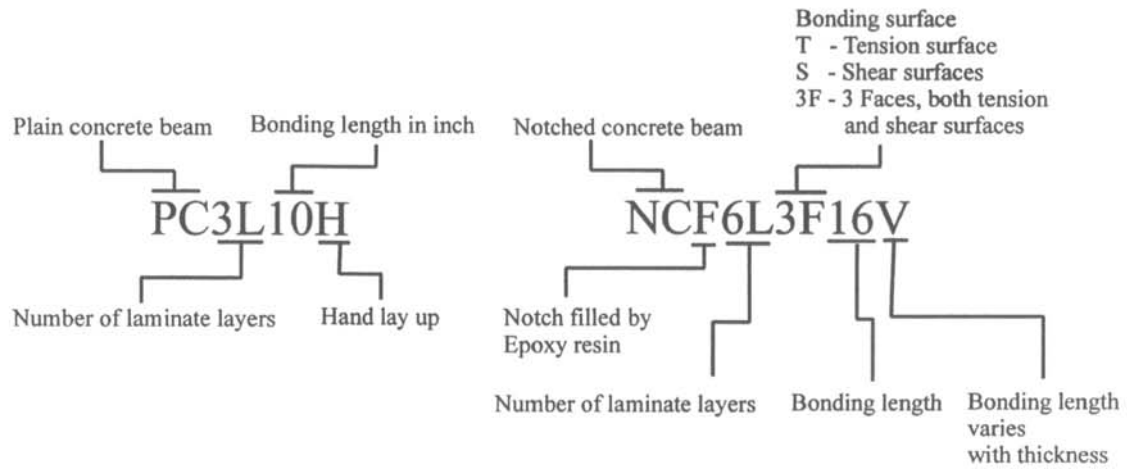 Bonding surface
T - Tension surface
S - Shear surfaces
3F - 3 Faces, both tension
and shear surfaces
Plain concrete beam
Bonding length in inch
Notched concrete beam
PC3L10H
NCF6L3F16V
Number of laminate layers
Hand lay up
Notch filled by
Epoxy resin
Number of laminate layers
Bonding length
Bonding length
varies
with thickness